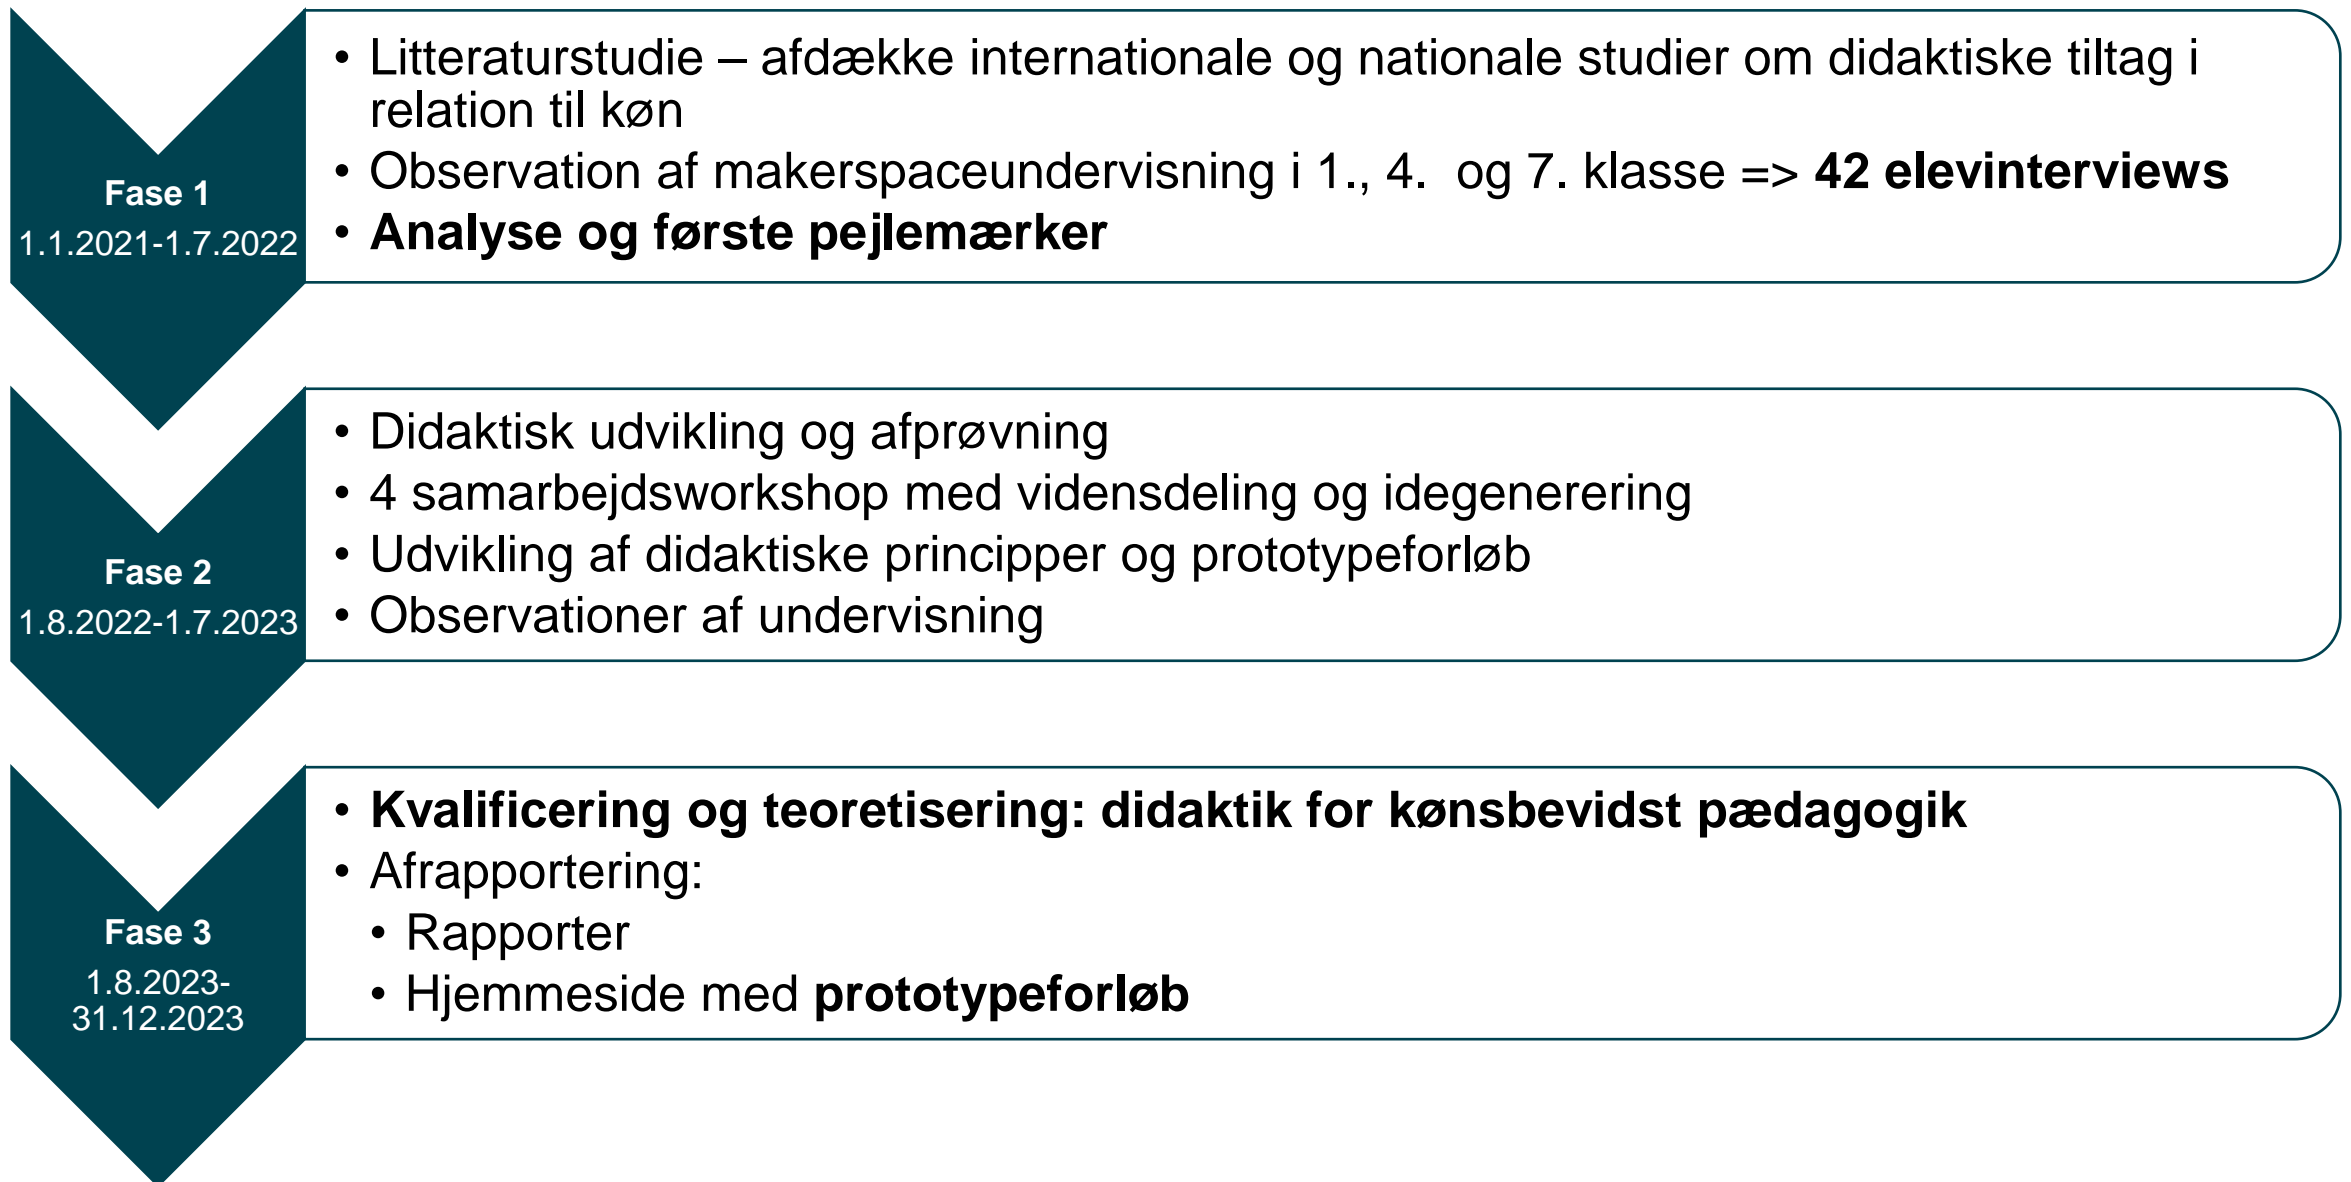 Fase 1
1.1.2021-1.7.2022
• Litteraturstudie – afdække internationale og nationale studier om didaktiske tiltag i
relation til køn
• Observation af makerspaceundervisning i 1., 4.  og 7. klasse => 42 elevinterviews
• Analyse og første pejlemærker
Fase 2
1.8.2022-1.7.2023
• Didaktisk udvikling og afprøvning
• 4 samarbejdsworkshop med vidensdeling og idegenerering
• Udvikling af didaktiske principper og prototypeforløb
• Observationer af undervisning
Fase 3
1.8.2023-
31.12.2023
• Kvalificering og teoretisering: didaktik for kønsbevidst pædagogik
• Afrapportering:
• Rapporter
• Hjemmeside med prototypeforløb